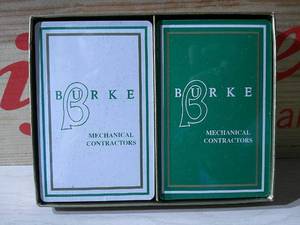 BURKE
B
MECHANICAL
CONTRACTORS
BURKE
B
MECHANICAL
CONTRACTORS